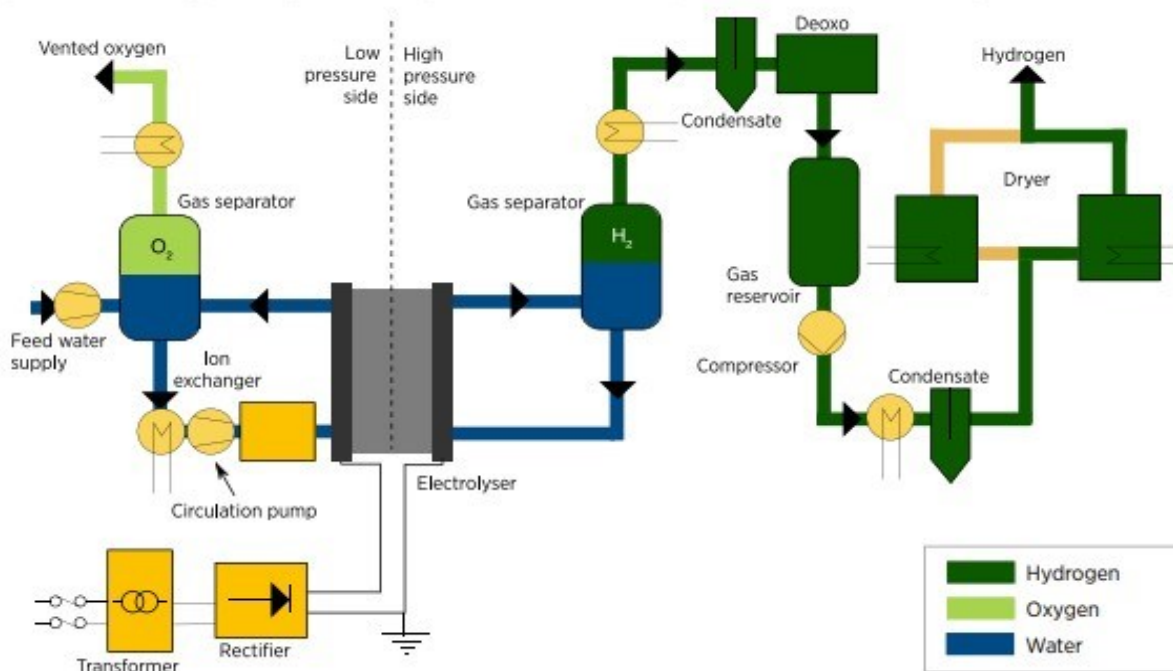 Vented oxygen
Low
pressure
side
High
pressure
side
Deoxo
Hydrogen
Condensate
Dryer
Gas separator
Gas separator
O₂
H₂
Gas
reservoir
Feed water
supply
Ion
exchanger
Compressor
Condensate
Electrolyser
Circulation pump
Transformer
Rectifier
Hydrogen
Oxygen
Water